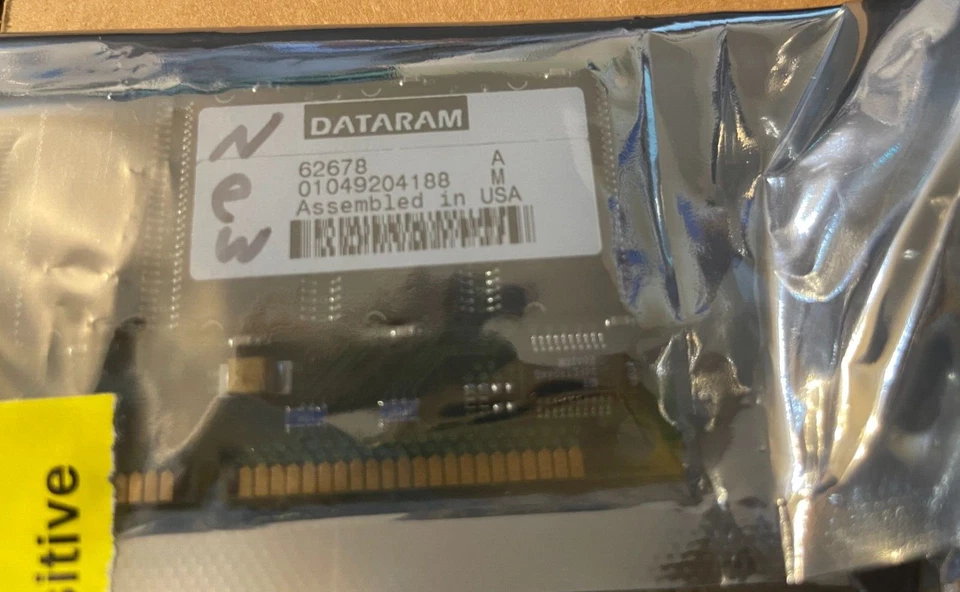 New
DATARAM
62678 A
01049204188 M
Assembled in USA
sitive